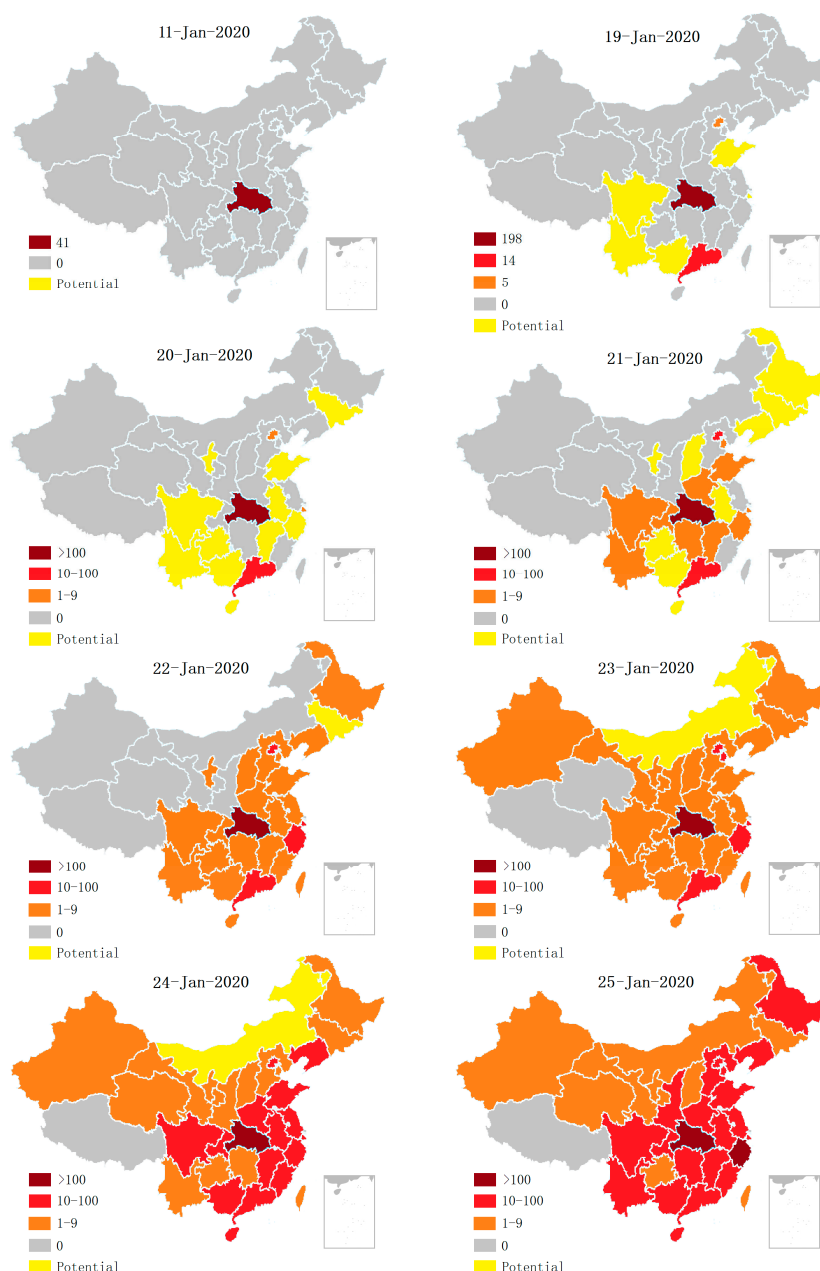 11-Jan-2020
41
0
Potential
19-Jan-2020
198
14
5
0
Potential
20-Jan-2020
>100
10-100
1-9
0
Potential
21-Jan-2020
>100
10-100
1-9
0
Potential
22-Jan-2020
>100
10-100
1-9
0
Potential
23-Jan-2020
>100
10-100
1-9
0
Potential
24-Jan-2020
>100
10-100
1-9
0
Potential
25-Jan-2020
>100
10-100
1-9
0
Potential